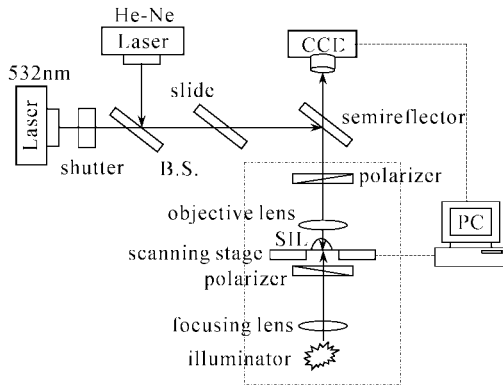 He-Ne
Laser
CCD
532nm
Laser
slide
semireflector
shutter
B.S.
polarizer
objective lens
SIL
PC
scanning stage
polarizer
focusing lens
illuminator